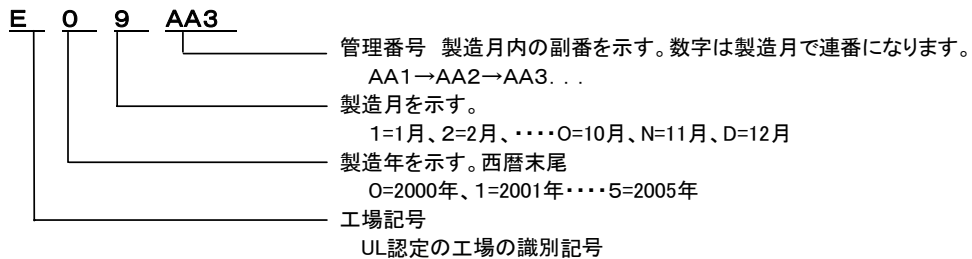 E 0 9 AA3
管理番号 製造月内の副番を示す。数字は製造月で連番になります。
AA1→AA2→AA3. . .
製造月を示す。
1=1月、2=2月、・・・・O=10月、N=11月、D=12月
製造年を示す。西暦末尾
0=2000年、1=2001年・・・・5=2005年
工場記号
UL認定の工場の識別記号